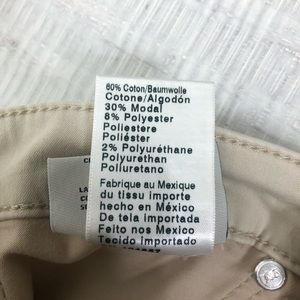 60% Coton/Baumwolle
Cotone/Algodón
30% Modal
8% Polyester
Poliestere
Poliéster
2% Polyuréthane
Polyurethan
Poliuretano
Fabrique au Mexique
du tissu importe
hecho en México
De tela importada
Feito nos Mexico
Tecido importado